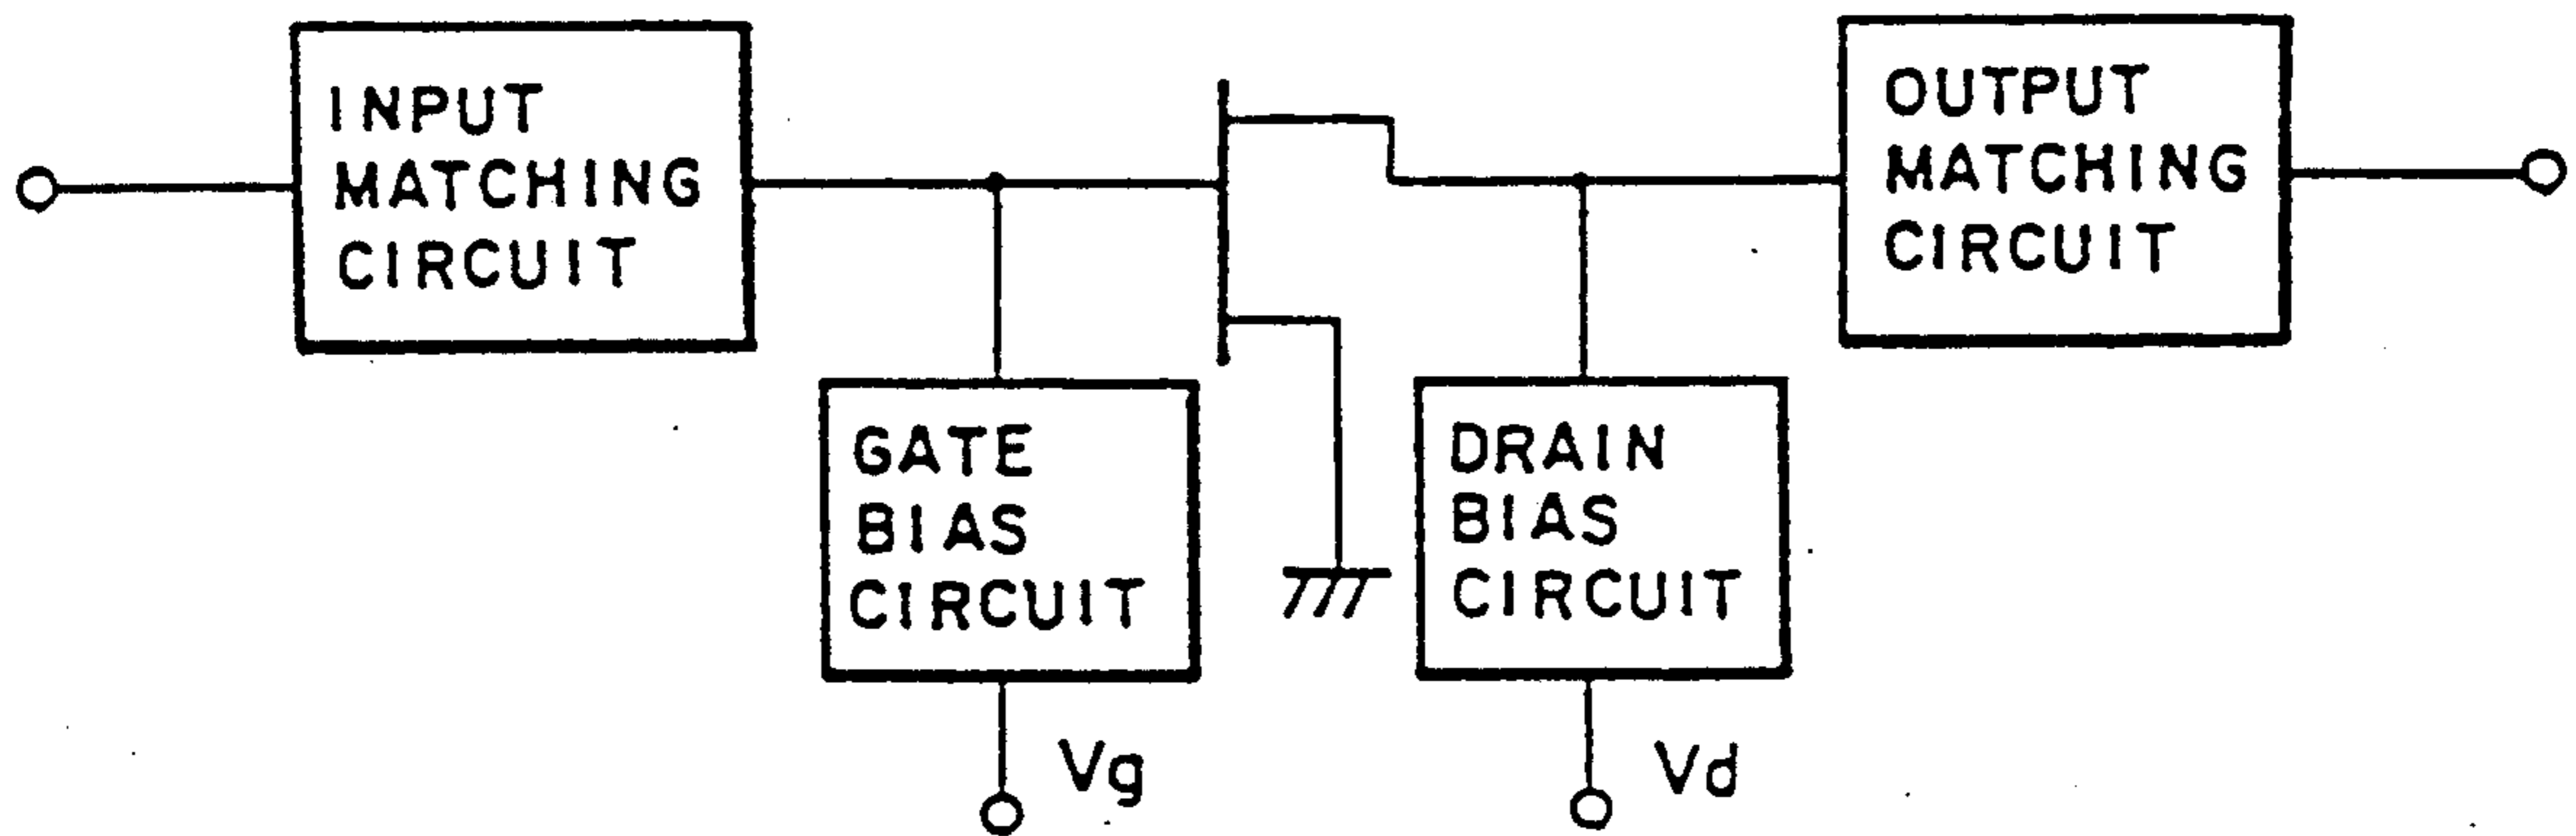 INPUT
MATCHING
CIRCUIT
OUTPUT
MATCHING
CIRCUIT
GATE
BIAS
CIRCUIT
DRAIN
BIAS
CIRCUIT
Vg
Vd